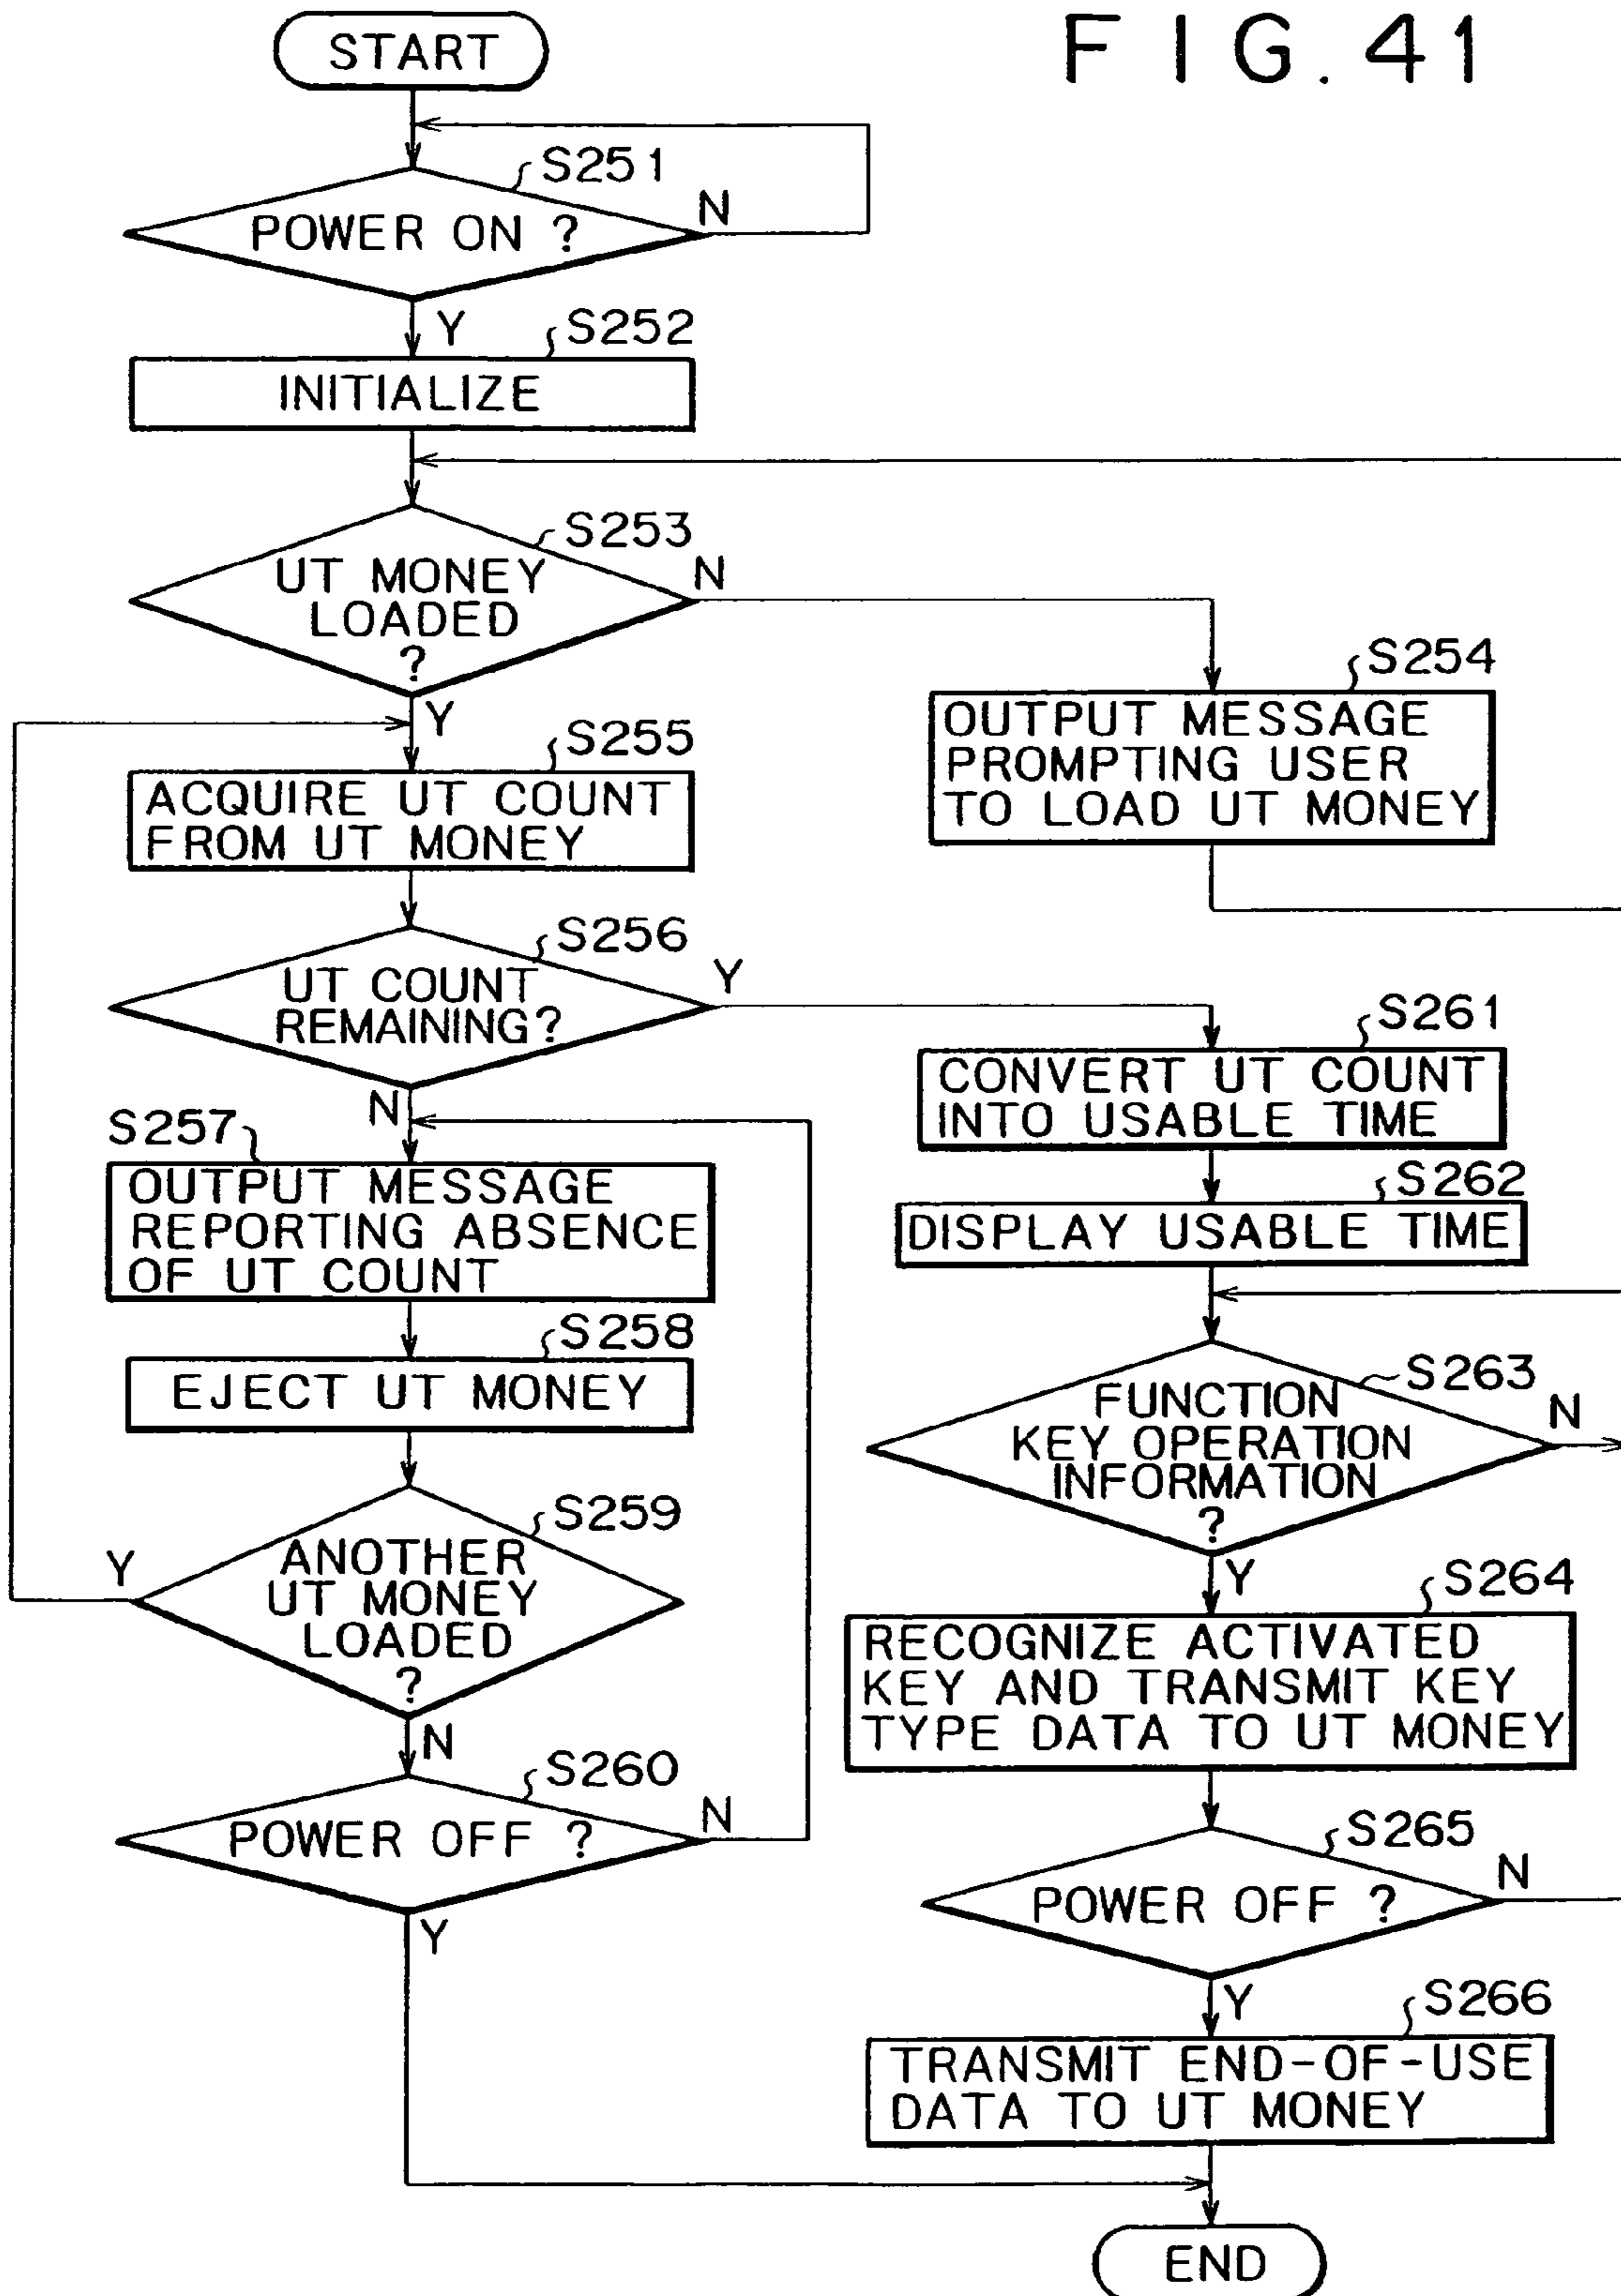 FIG. 41
START
S251
POWER ON ?
N
Y
S252
INITIALIZE
S253
UT MONEY
LOADED
?
N
Y
S254
OUTPUT MESSAGE
PROMPTING USER
TO LOAD UT MONEY
S255
ACQUIRE UT COUNT
FROM UT MONEY
S256
UT COUNT
REMAINING?
Y
N
S257
OUTPUT MESSAGE
REPORTING ABSENCE
OF UT COUNT
S258
EJECT UT MONEY
S259
ANOTHER
UT MONEY
LOADED
?
Y
N
S260
POWER OFF ?
N
Y
S261
CONVERT UT COUNT
INTO USABLE TIME
S262
DISPLAY USABLE TIME
S263
FUNCTION
KEY OPERATION
INFORMATION
?
N
Y
S264
RECOGNIZE ACTIVATED
KEY AND TRANSMIT KEY
TYPE DATA TO UT MONEY
S265
POWER OFF ?
N
Y
S266
TRANSMIT END-OF-USE
DATA TO UT MONEY
END